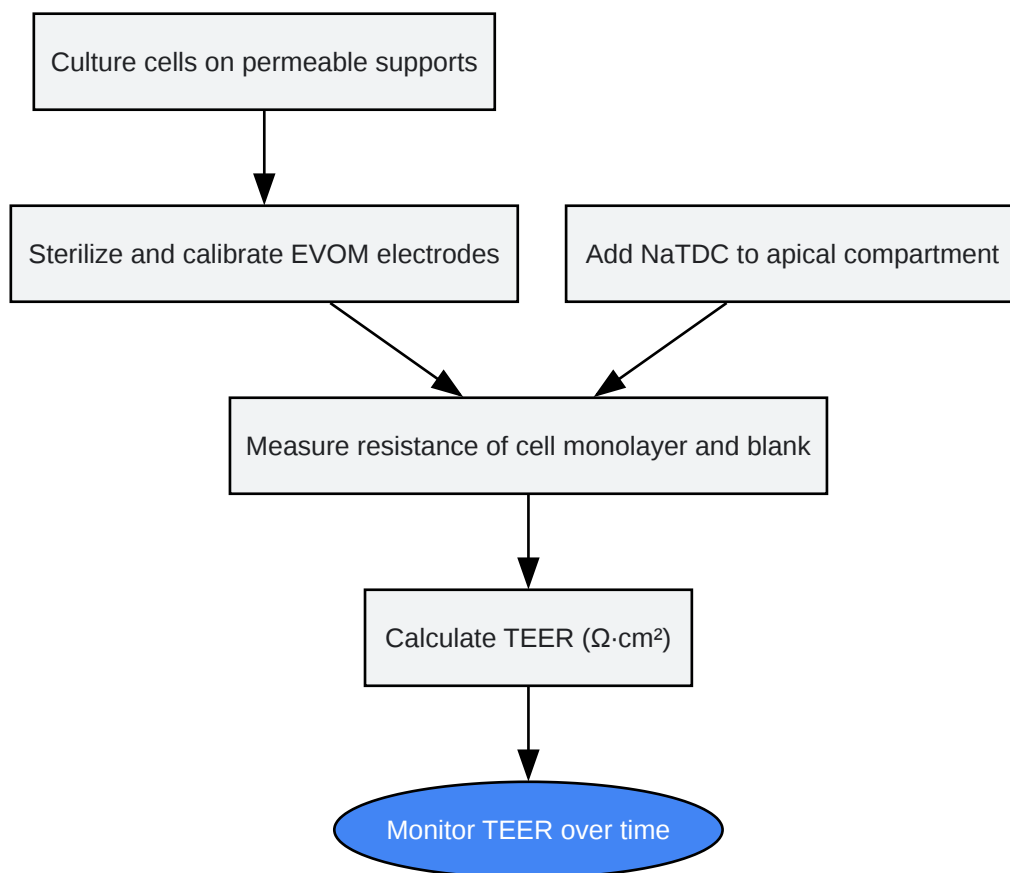 Culture cells on permeable supports
Sterilize and calibrate EVOM electrodes
Add NaTDC to apical compartment
Measure resistance of cell monolayer and blank
Calculate TEER (Ω·cm²)
Monitor TEER over time